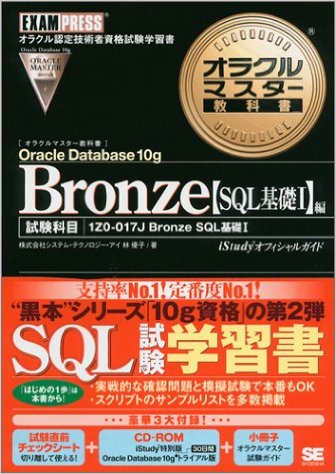 EXAMPRESS
オラクル認定技術者資格試験学習書
Oracle Database 10g
ORACLE
MASTER
オラクル
マスター
教科書
[オラクルマスター教科書]
Oracle Database 10g
Bronze【SQL基礎I】編
試験科目 1Z0-017J Bronze SQL基礎I
株式会社システム・テクノロジー・アイ 林 優子／著
iStudyオフィシャルガイド
支持率No.1! 定番度No.1!
“黒本”シリーズ「10g資格」の第2弾
SQL試験学習書
「はじめの1歩」は
本書から!
・実戦的な確認問題と模擬試験で本番もOK
・スクリプトのサンプルリストを多数掲載
豪華3大付録!
試験直前
チェックシート
切り離して使える!
+
CD-ROM
iStudy特別版 + 30日間
Oracle Database 10gトライアル版
+
小冊子
オラクルマスター
試験ガイド
SE
SHOEISHA